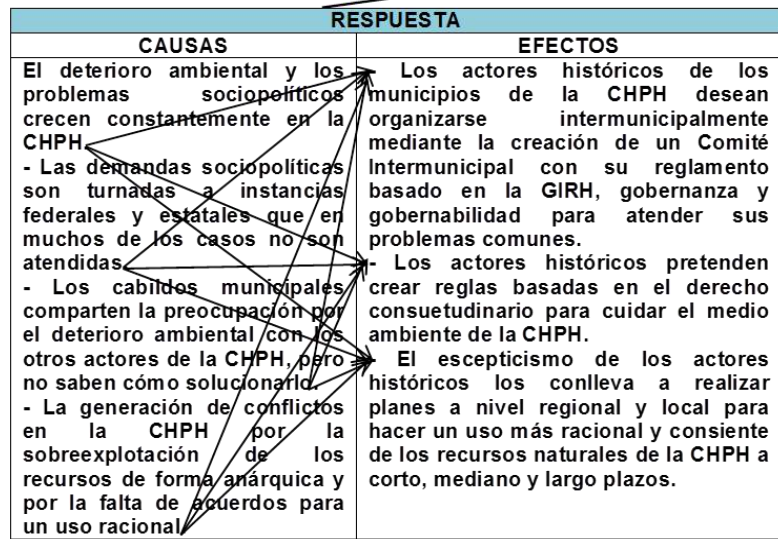 RESPUESTA
CAUSAS
El deterioro ambiental y los
problemas sociopolíticos
crecen constantemente en la
CHPH.
- Las demandas sociopolíticas
son turnadas a instancias
federales y estatales que en
muchos de los casos no son
atendidas.
- Los cabildos municipales
comparten la preocupación por
el deterioro ambiental con los
otros actores de la CHPH, pero
no saben cómo solucionarlo.
- La generación de conflictos
en la CHPH por la
sobreexplotación de los
recursos de forma anárquica y
por la falta de acuerdos para
un uso racional.
EFECTOS
- Los actores históricos de los
municipios de la CHPH desean
organizarse intermunicipalmente
mediante la creación de un Comité
Intermunicipal con su reglamento
basado en la GIRH, gobernanza y
gobernabilidad para atender sus
problemas comunes.
- Los actores históricos pretenden
crear reglas basadas en el derecho
consuetudinario para cuidar el medio
ambiente de la CHPH.
- El escepticismo de los actores
históricos los conlleva a realizar
planes a nivel regional y local para
hacer un uso más racional y consiente
de los recursos naturales de la CHPH a
corto, mediano y largo plazos.